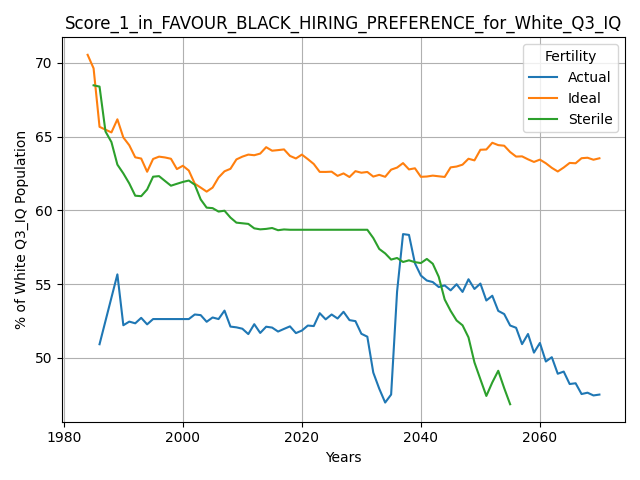 Score_1_in_FAVOUR_BLACK_HIRING_PREFERENCE_for_White_Q3_IQ
Fertility
Actual
Ideal
Sterile
% of White Q3_IQ Population
70
65
60
55
50
1980
2000
2020
2040
2060
Years